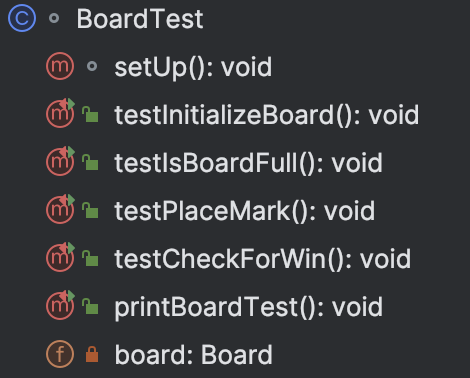 BoardTest
setUp(): void
testInitializeBoard(): void
testIsBoardFull(): void
testPlaceMark(): void
testCheckForWin(): void
printBoardTest(): void
board: Board